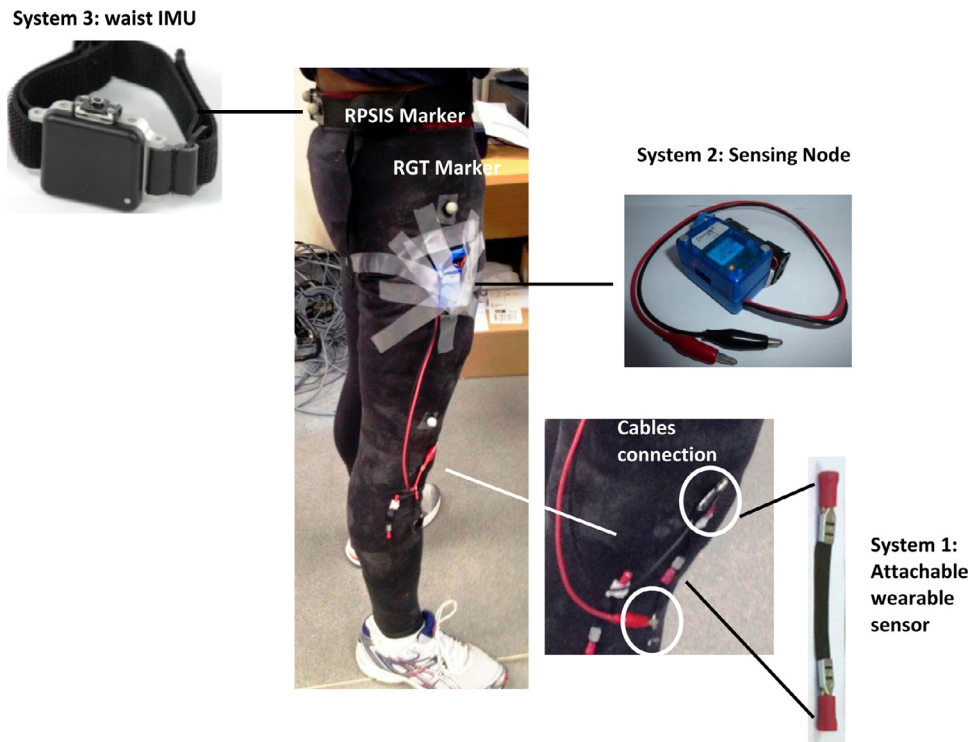 System 3: waist IMU
RPSIS Marker
RGT Marker
System 2: Sensing Node
Cables
connection
System 1:
Attachable
wearable
sensor